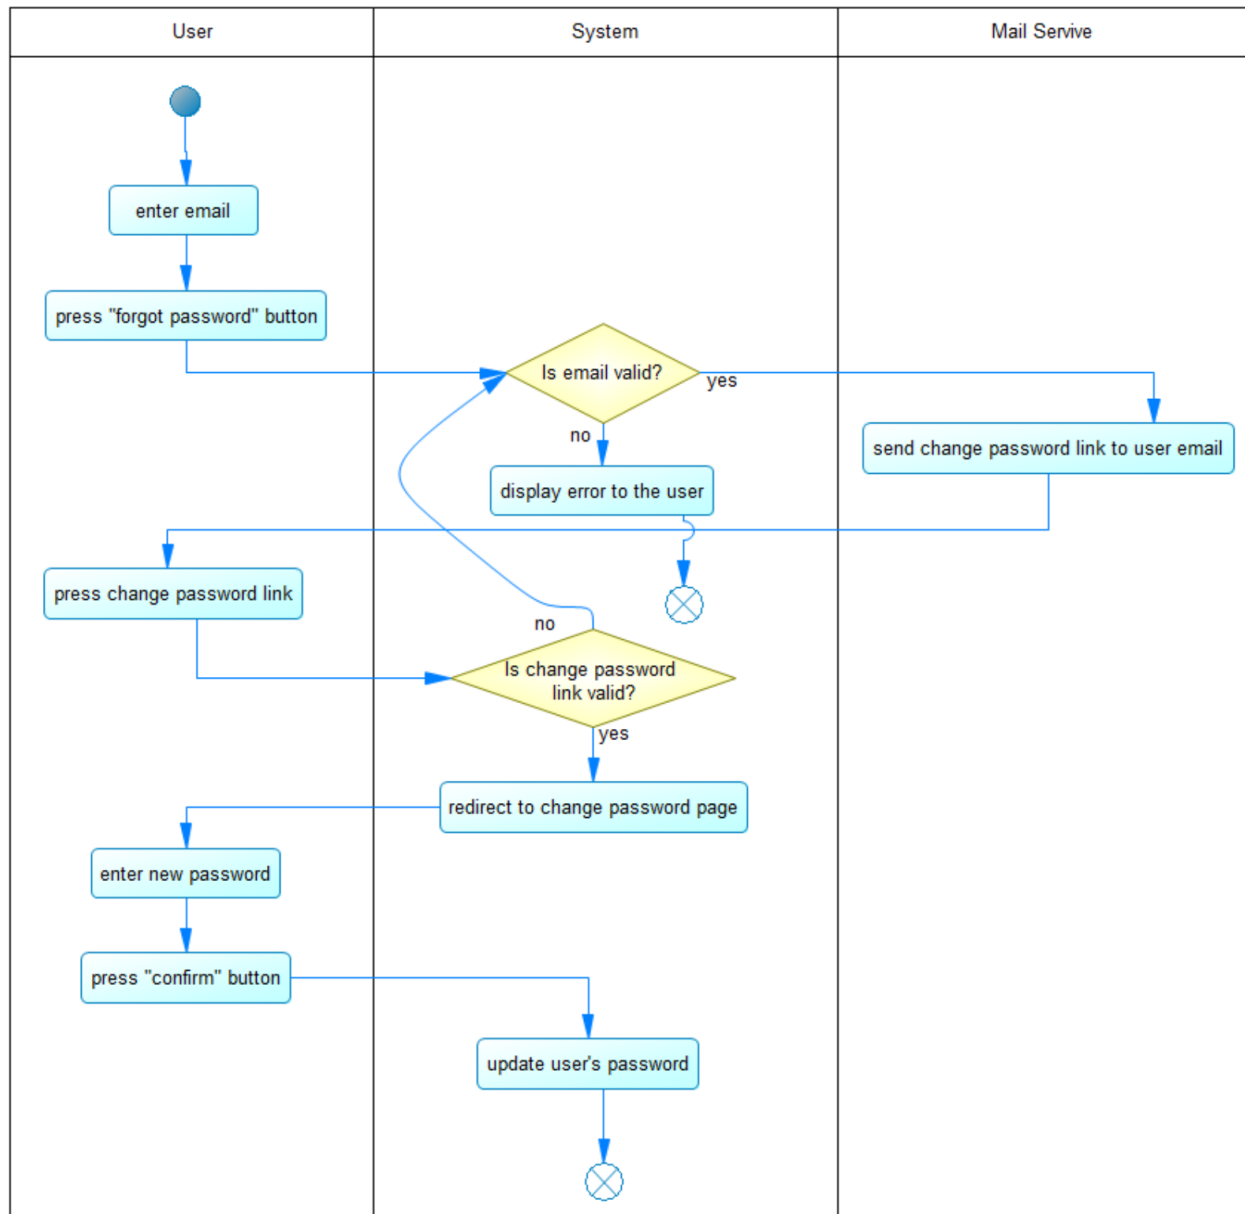 User
System
Mail Servive
enter email
press "forgot password" button
Is email valid?
yes
no
send change password link to user email
display error to the user
press change password link
no
Is change password
link valid?
yes
redirect to change password page
enter new password
press "confirm" button
update user's password